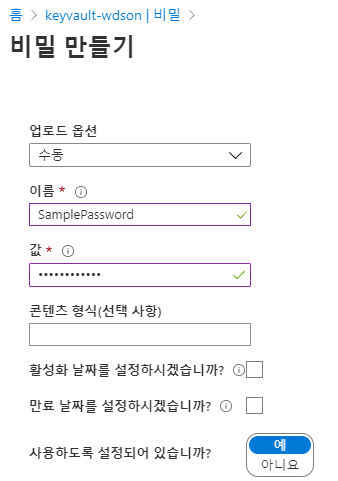 홈 > keyvault-wdson | 비밀 >
비밀 만들기
업로드 옵션
수동
이름 *
SamplePassword
값 *
••••••••••••
콘텐츠 형식(선택 사항)
활성화 날짜를 설정하시겠습니까?
만료 날짜를 설정하시겠습니까?
사용하도록 설정되어 있습니까?
예
아니요